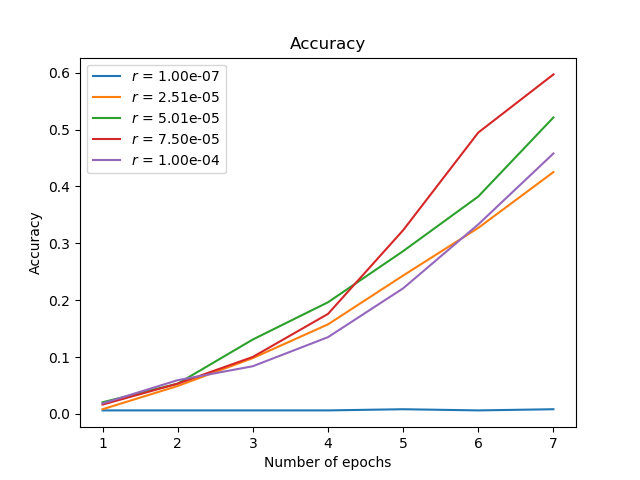 Accuracy
r = 1.00e-07
r = 2.51e-05
r = 5.01e-05
r = 7.50e-05
r = 1.00e-04
0.6
0.5
0.4
0.3
0.2
0.1
0.0
Accuracy
1 2 3 4 5 6 7
Number of epochs